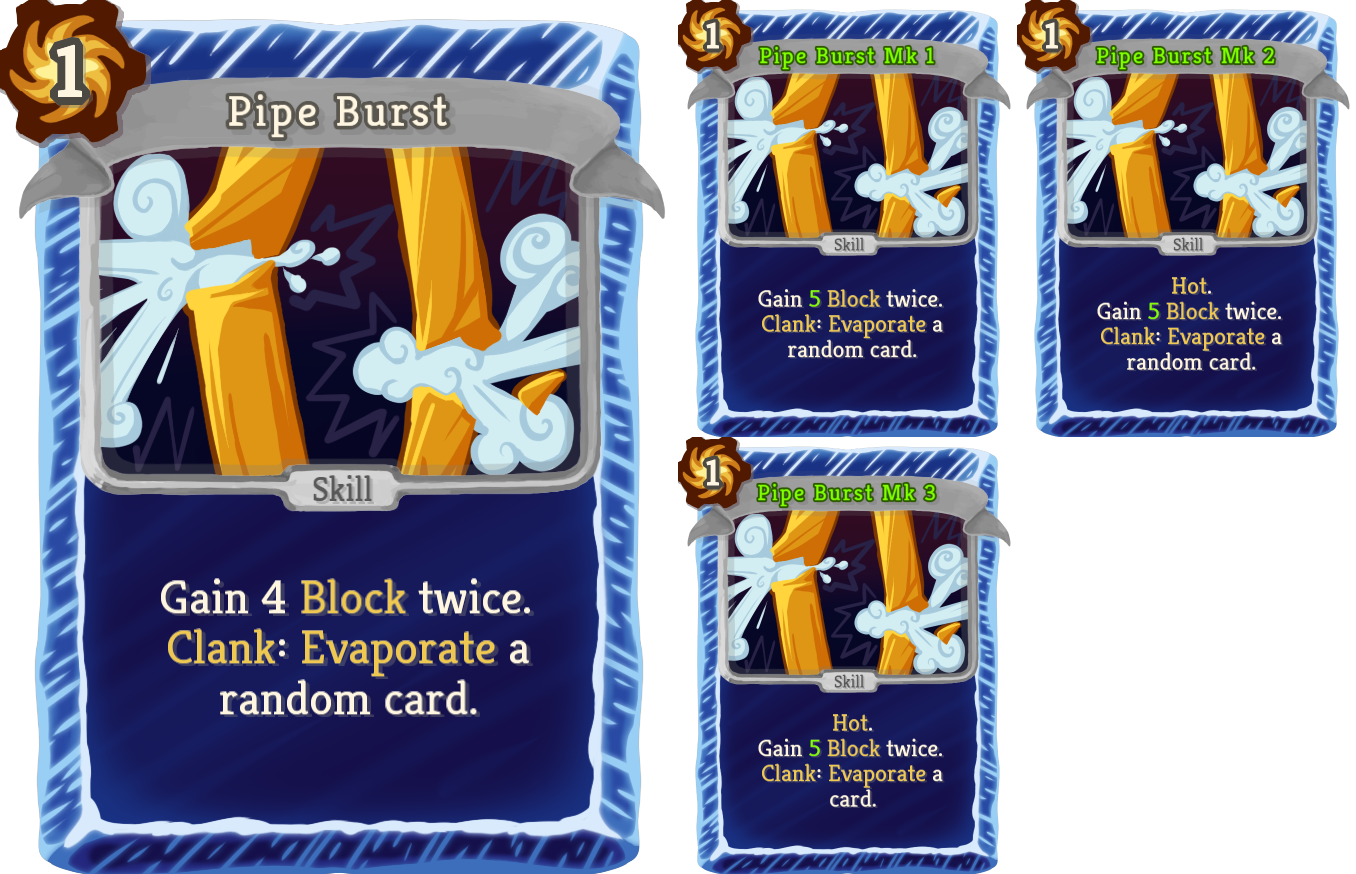 1
Pipe Burst
Skill
Gain 4 Block twice.
Clank: Evaporate a
random card.
1
Pipe Burst Mk 1
Skill
Gain 5 Block twice.
Clank: Evaporate a
random card.
1
Pipe Burst Mk 2
Skill
Hot.
Gain 5 Block twice.
Clank: Evaporate a
random card.
1
Pipe Burst Mk 3
Skill
Hot.
Gain 5 Block twice.
Clank: Evaporate a
card.